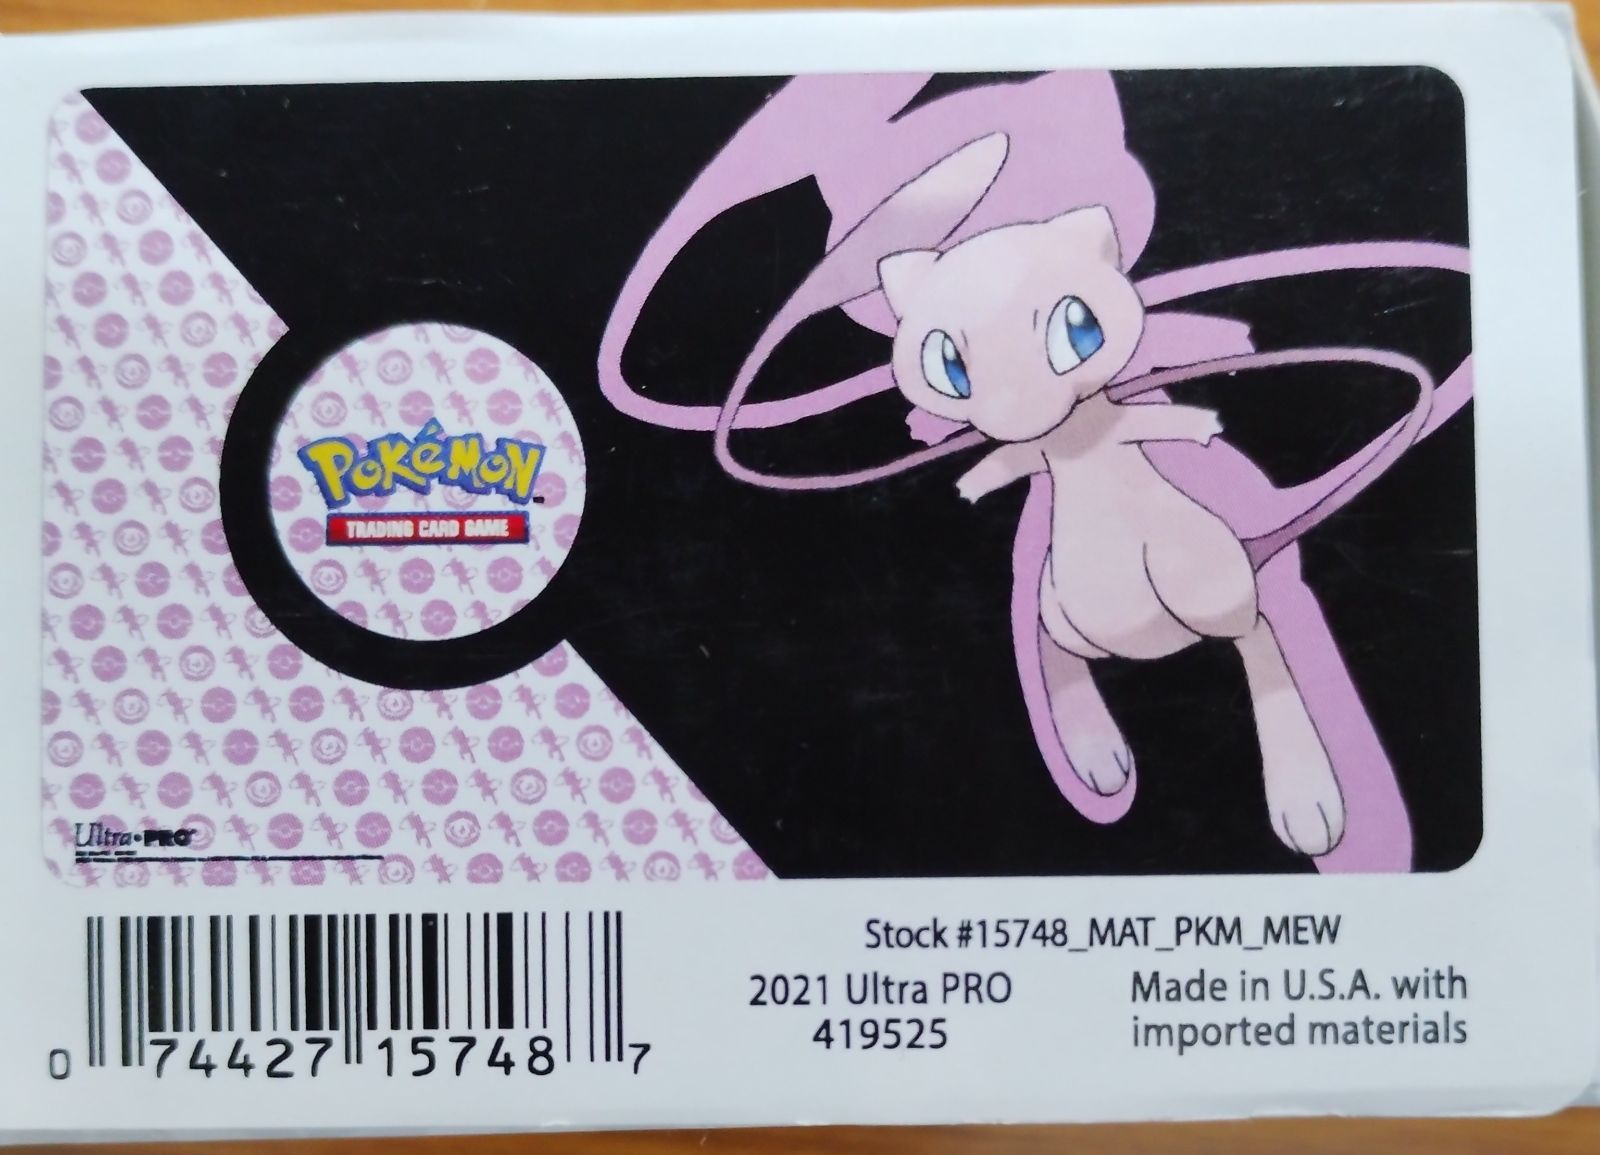 POKéMON
TRADING CARD GAME
Ultra•PRO
0 74427 15748 7
Stock #15748_MAT_PKM_MEW
2021 Ultra PRO
419525
Made in U.S.A. with
imported materials